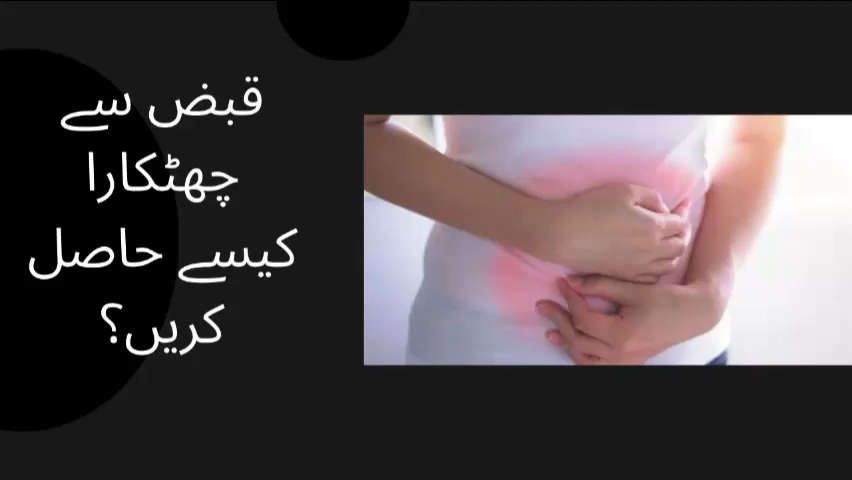 قبض سے
چھٹکارا
کیسے حاصل
کریں؟